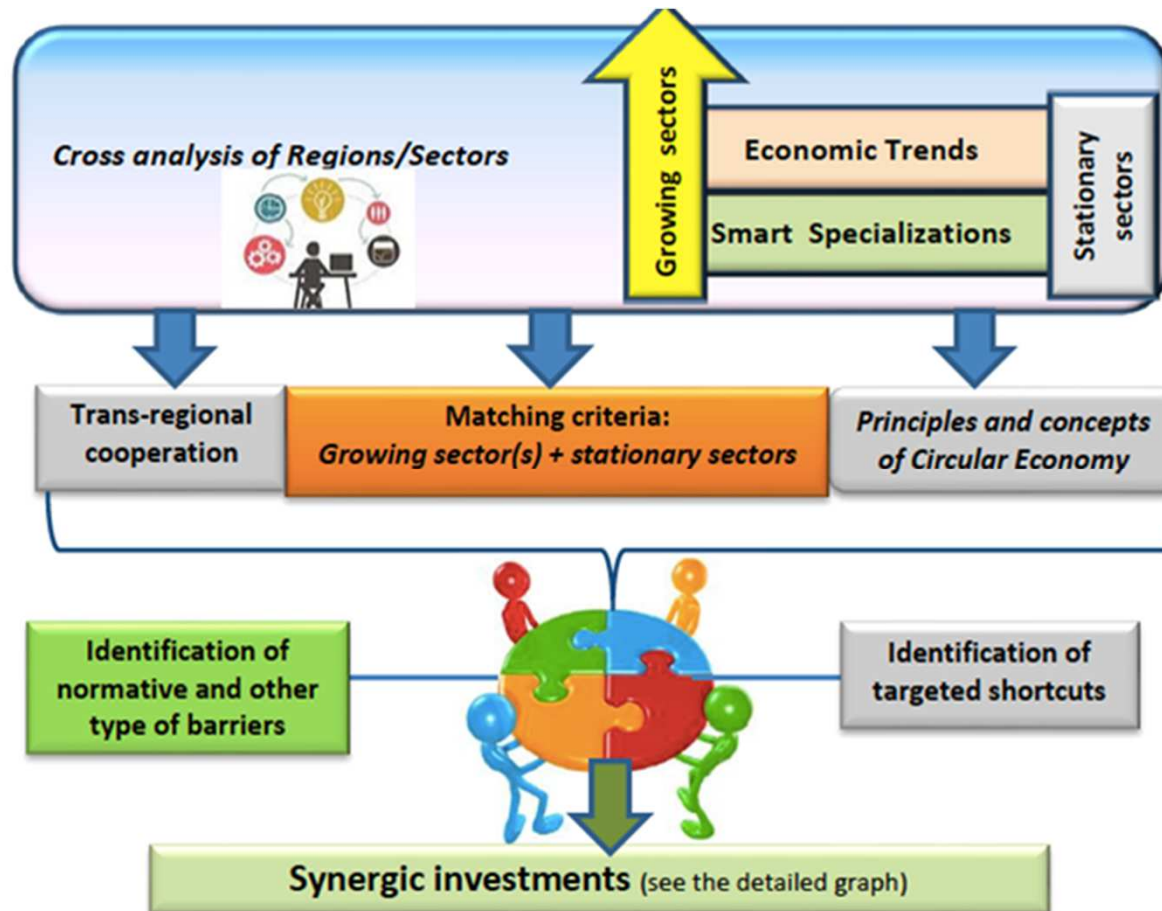 Cross analysis of Regions/Sectors
Growing sectors
Economic Trends
Smart Specializations
Stationary
sectors
Trans-regional
cooperation
Matching criteria:
Growing sector(s) + stationary sectors
Principles and concepts
of Circular Economy
Identification of
normative and other
type of barriers
Identification of
targeted shortcuts
Synergic investments (see the detailed graph)